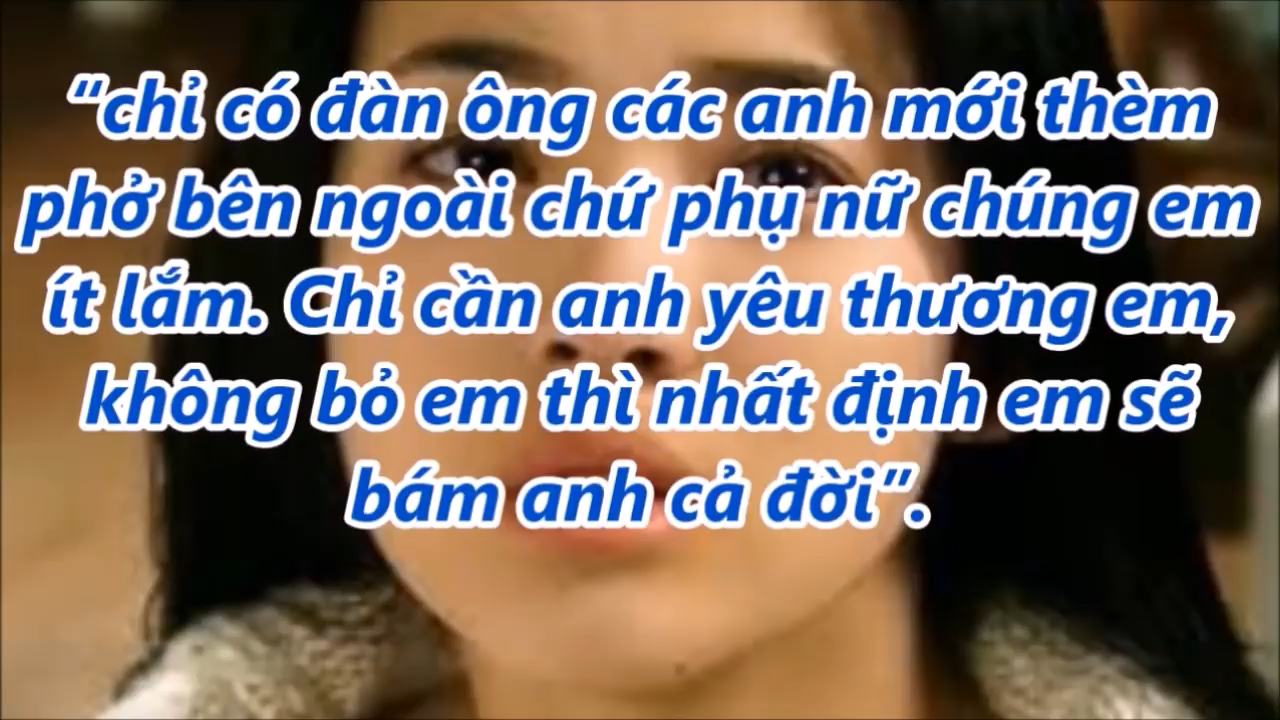 “chỉ có đàn ông các anh mới thèm
phở bên ngoài chứ phụ nữ chúng em
ít lắm. Chỉ cần anh yêu thương em,
không bỏ em thì nhất định em sẽ
bám anh cả đời”.